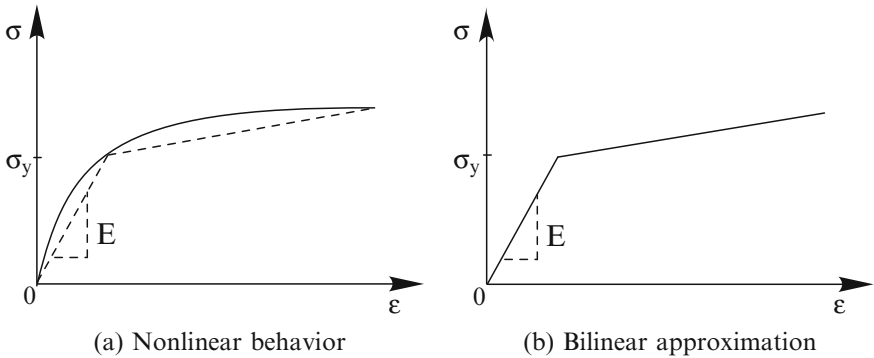 σ
σy
E
0
ε
(a) Nonlinear behavior
σ
σy
E
0
ε
(b) Bilinear approximation